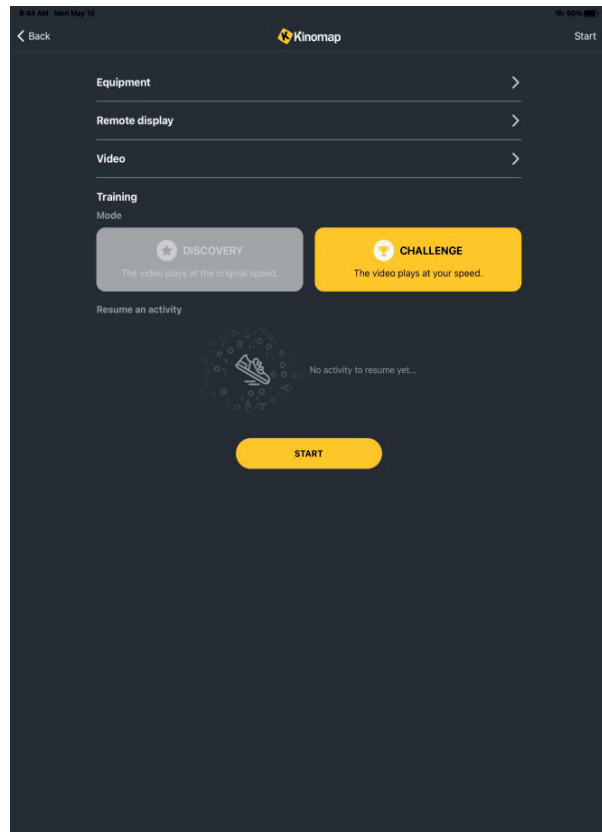 8:44 AM Mon May 10
90%
Back
Kinomap
Start
Equipment
Remote display
Video
Training
Mode
DISCOVERY
The video plays at the original speed.
CHALLENGE
The video plays at your speed.
Resume an activity
No activity to resume yet...
START